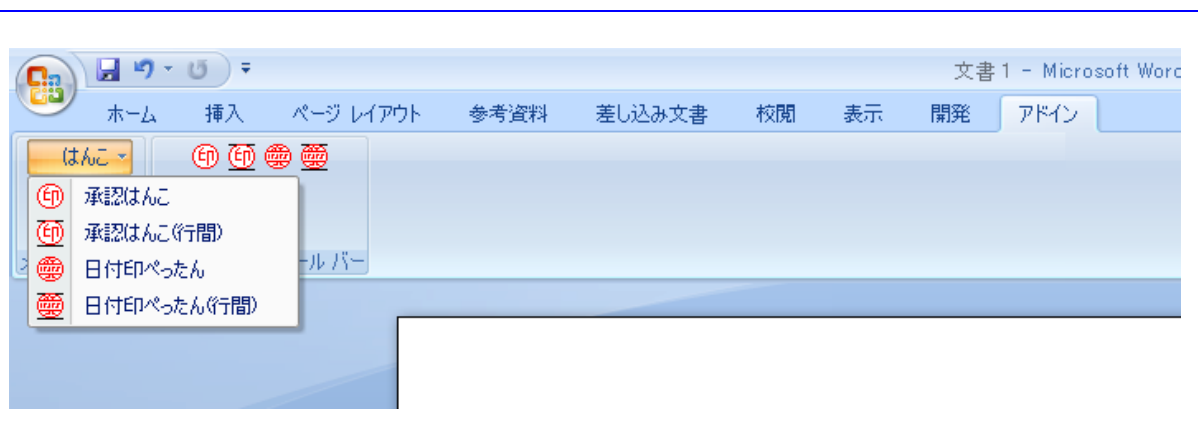 文書 1 - Microsoft Word
ホーム 挿入 ページ レイアウト 参考資料 差し込み文書 校閲 表示 開発 アドイン
はんこ
印 印
承認はんこ
承認はんこ(行間)
日付印ぺったん
ール バー
日付印ぺったん(行間)